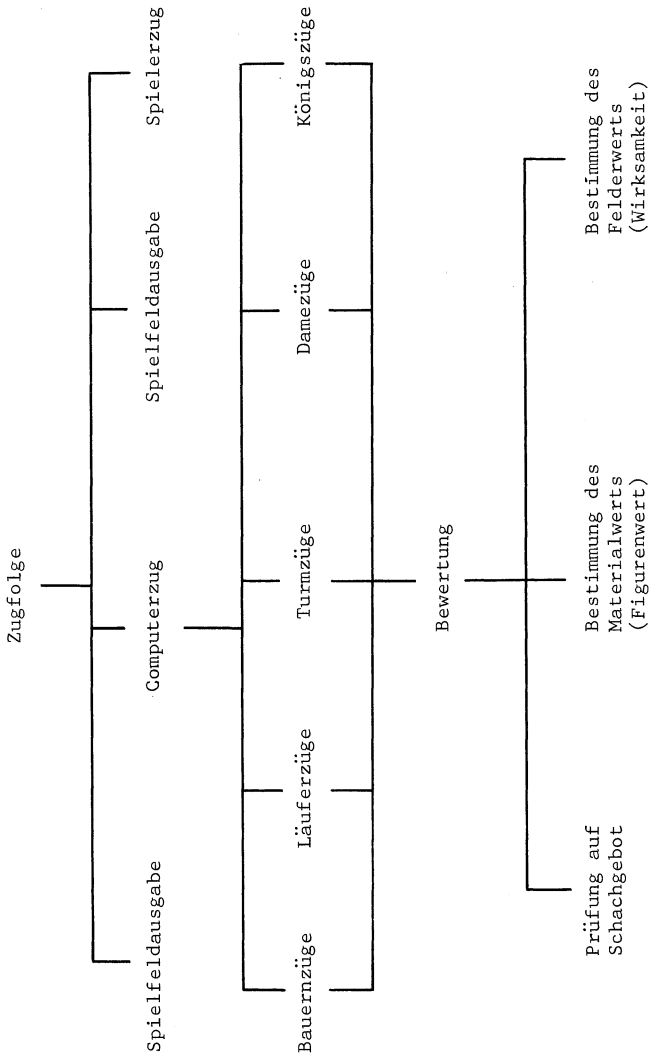 Zugfolge
Spielfeldausgabe
Computerzug
Spielfeldausgabe
Spielerzug
Bauernzüge
Läuferzüge
Turmzüge
Damezüge
Königszüge
Bewertung
Prüfung auf
Schachgebot
Bestimmung des
Materialwerts
(Figurenwert)
Bestimmung des
Felderwerts
(Wirksamkeit)